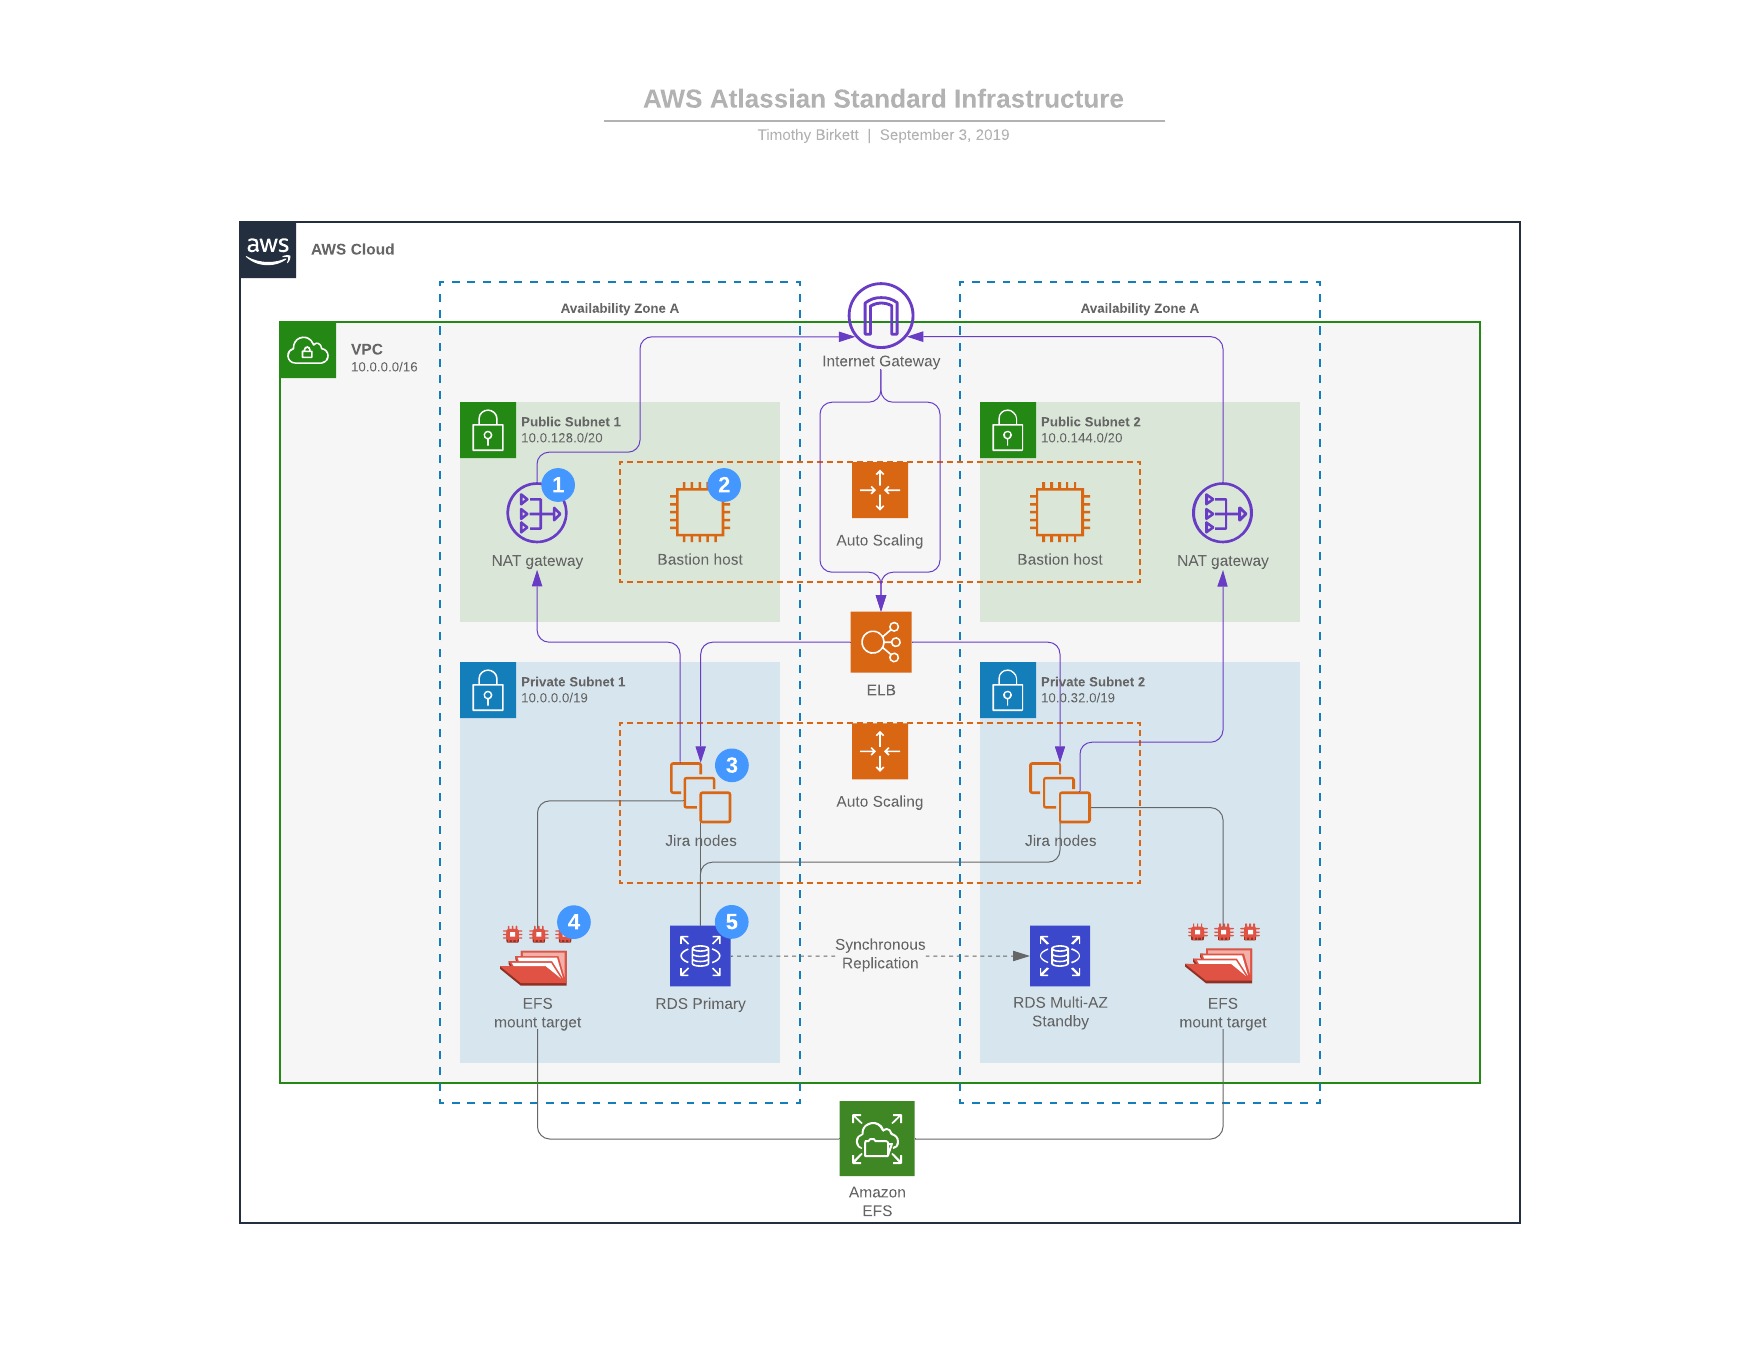 AWS Atlassian Standard Infrastructure
Timothy Birkett | September 3, 2019
aws
AWS Cloud
Availability Zone A
Availability Zone A
VPC
10.0.0.0/16
Internet Gateway
Public Subnet 1
10.0.128.0/20
Public Subnet 2
10.0.144.0/20
1
2
NAT gateway
Bastion host
Auto Scaling
Bastion host
NAT gateway
ELB
Private Subnet 1
10.0.0.0/19
Private Subnet 2
10.0.32.0/19
3
Jira nodes
Auto Scaling
Jira nodes
4
5
EFS
mount target
RDS Primary
Synchronous
Replication
RDS Multi-AZ
Standby
EFS
mount target
Amazon
EFS